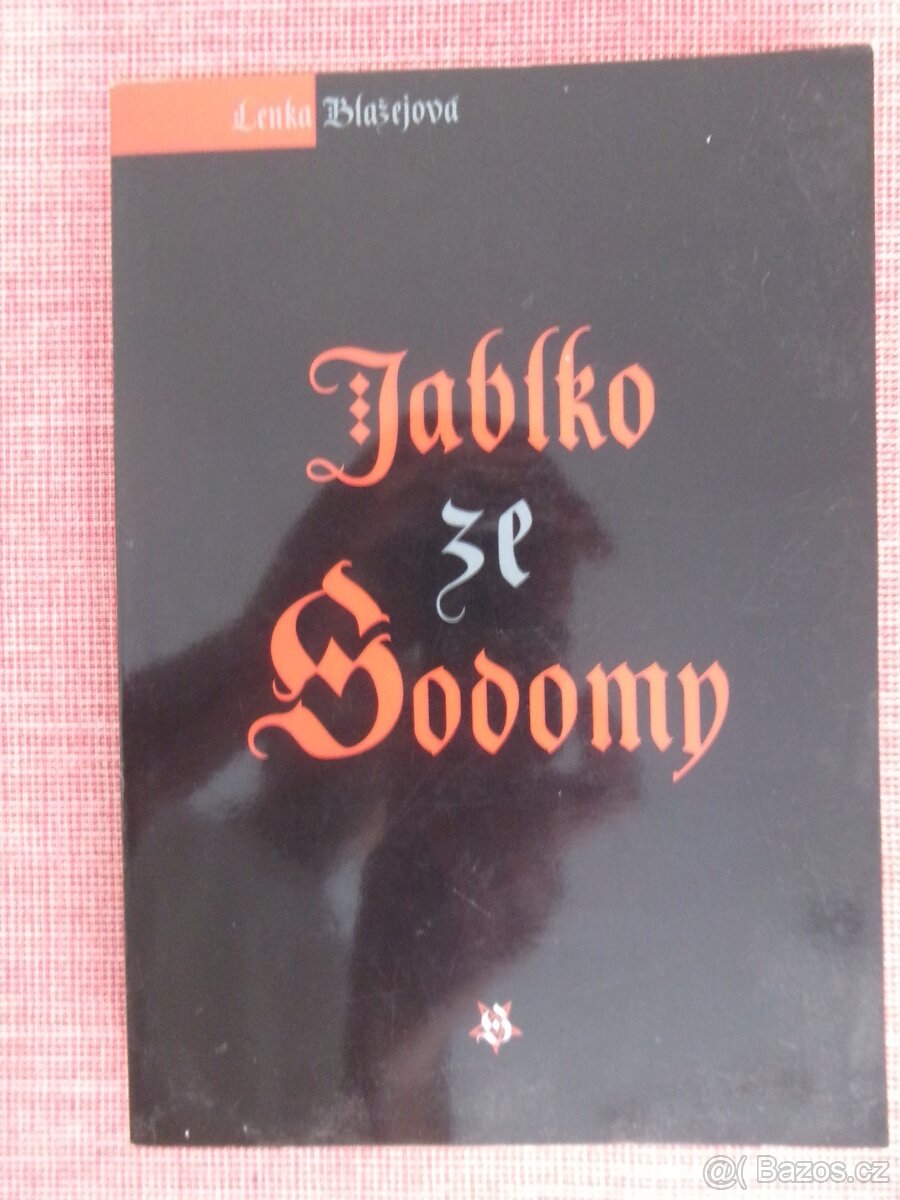 Lenka Blažejová
Jablko
ze
Sodomy
@( Bazos.cz